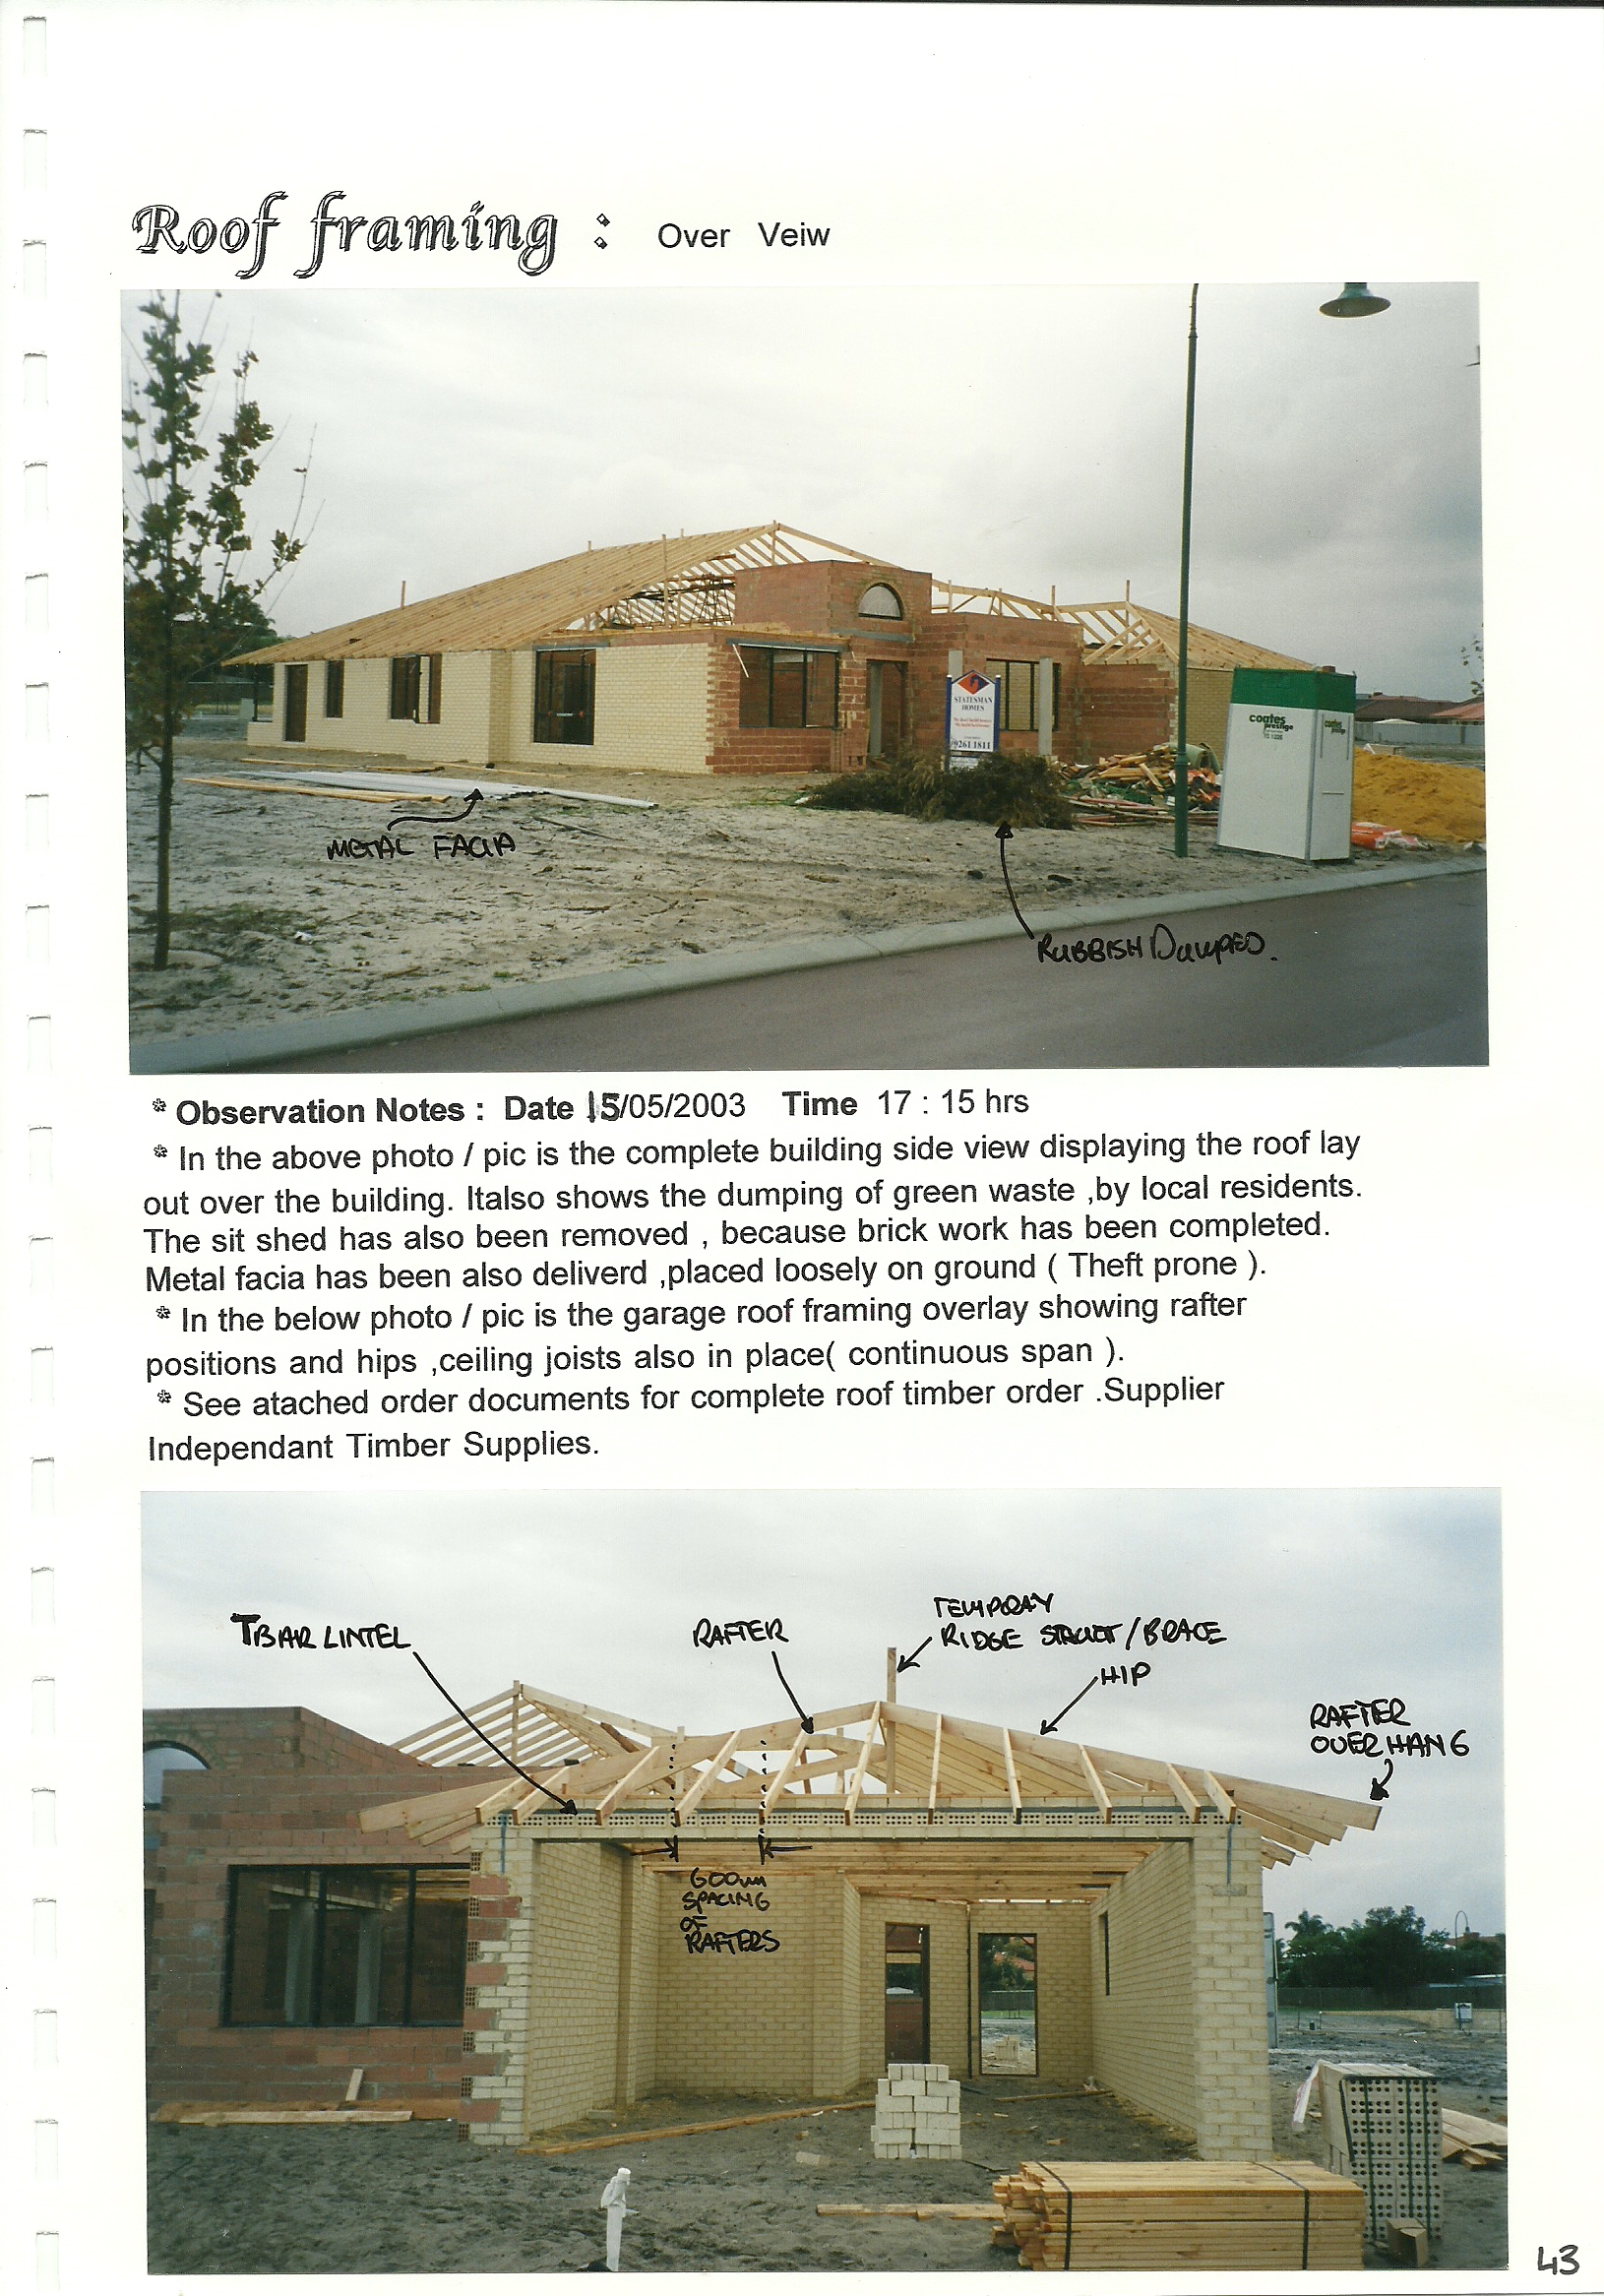 Roof framing : Over Veiw
STATESMAN
HOMES
9261 1811
coates
prestige
coates
prestige
METAL FACIA
RUBBISH DUMPED.
* Observation Notes : Date 15/05/2003 Time 17 : 15 hrs
* In the above photo / pic is the complete building side view displaying the roof lay
out over the building. Italso shows the dumping of green waste ,by local residents.
The sit shed has also been removed , because brick work has been completed.
Metal facia has been also deliverd ,placed loosely on ground ( Theft prone ).
* In the below photo / pic is the garage roof framing overlay showing rafter
positions and hips ,ceiling joists also in place( continuous span ).
* See atached order documents for complete roof timber order .Supplier
Independant Timber Supplies.
TEMPORAY
TBAR LINTEL RAFTER RIDGE STRUT / BRACE
HIP
RAFTER
OVERHANG
600mm
SPACING
OF
RAFTERS
43